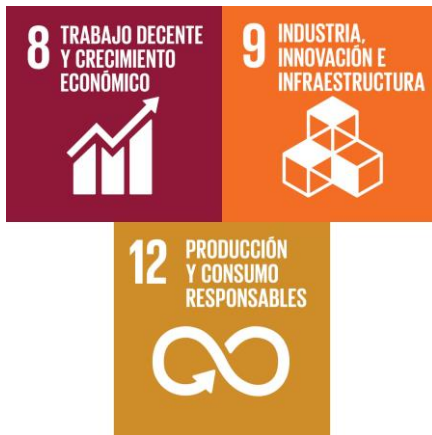 8 TRABAJO DECENTE
Y CRECIMIENTO
ECONÓMICO
9 INDUSTRIA,
INNOVACIÓN E
INFRAESTRUCTURA
12 PRODUCCIÓN
Y CONSUMO
RESPONSABLES